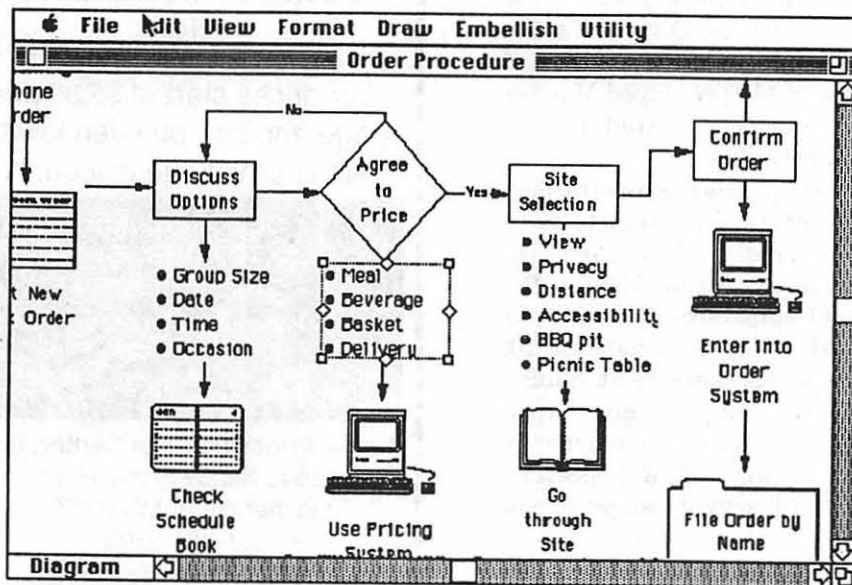 File Edit View Format Draw Embellish Utility
Order Procedure
hone
rder
New
Order
No
Discuss
Options
• Group Size
• Date
• Time
• Occasion
Check
Schedule
Book
Agree
to
Price
Yes
• Meal
• Beverage
• Basket
• Delivery
Use Pricing
System
Site
Selection
• View
• Privacy
• Distance
• Accessibility
• BBQ pit
• Picnic Table
Go
through
Site
Confirm
Order
Enter into
Order
System
File Order by
Name
Diagram